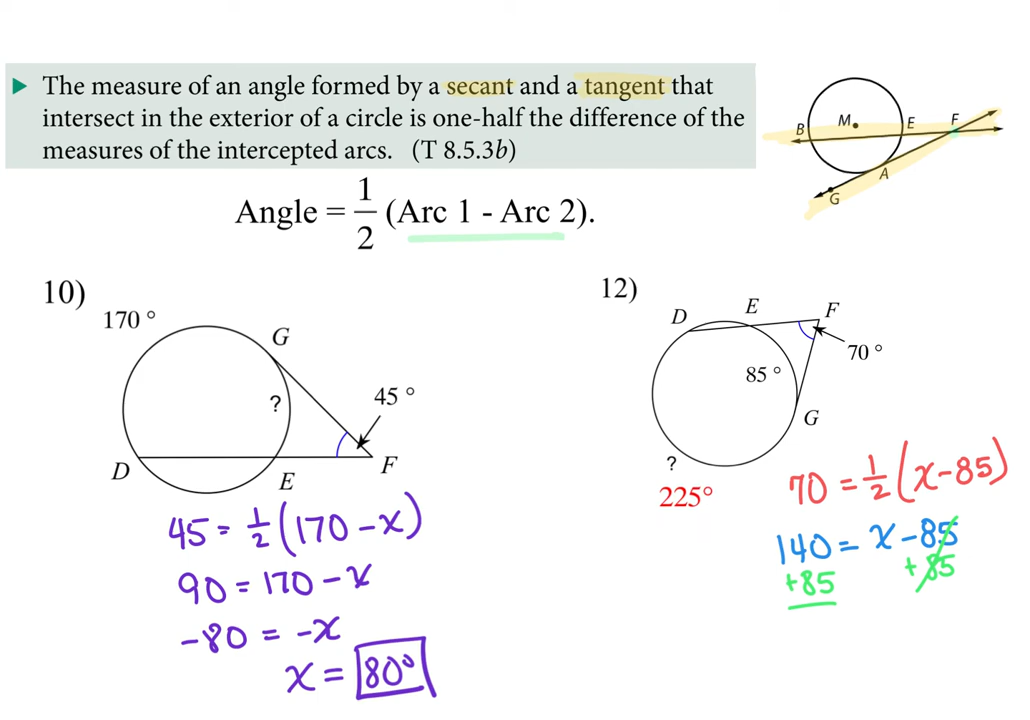 The measure of an angle formed by a secant and a tangent that
intersect in the exterior of a circle is one-half the difference of the
measures of the intercepted arcs. (T 8.5.3b)
B M E F
A
G
Angle = 1/2 (Arc 1 - Arc 2).
10)
170 °
G
?
45 °
D
E
F
45 = 1/2 (170 - x)
90 = 170 - x
-80 = -x
x = 80°
12)
D
E
F
70 °
85 °
G
?
225°
70 = 1/2 (x - 85)
140 = x - 85
+85 +85